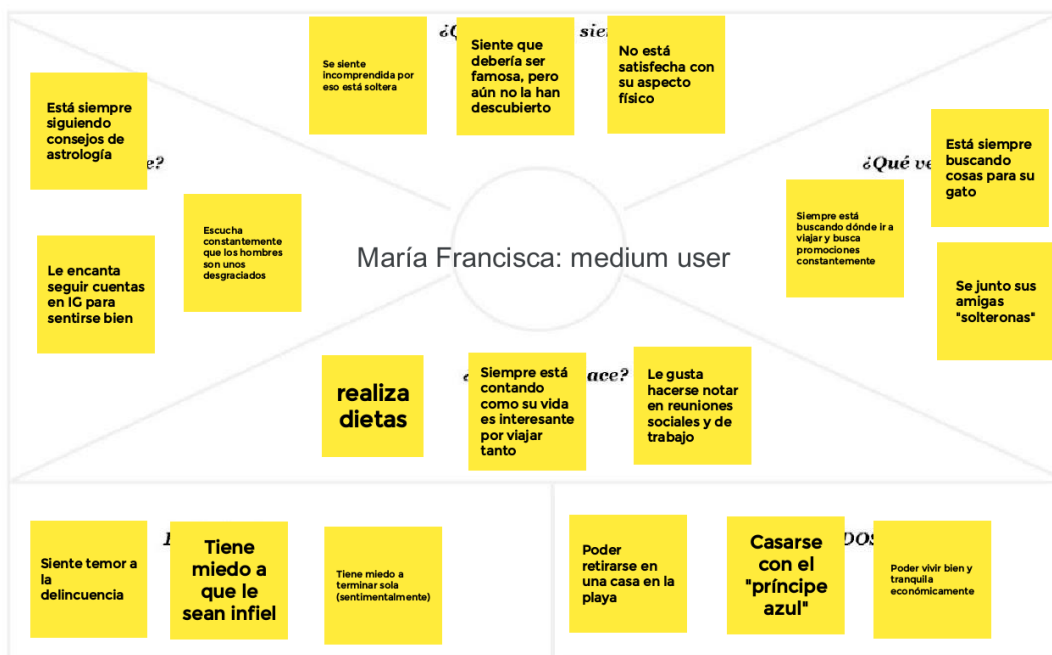 Se siente
incomprendida por
eso está soltera
Siente que
debería ser
famosa, pero
aún no la han
descubierto
No está
satisfecha con
su aspecto
físico
Está siempre
siguiendo
consejos de
astrología
Escucha
constantemente
que los hombres
son unos
desgraciados
Le encanta
seguir cuentas
en IG para
sentirse bien
María Francisca: medium user
¿Qué ve
Está siempre
buscando
cosas para su
gato
Siempre está
buscando dónde ir a
viajar y busca
promociones
constantemente
Se junto sus
amigas
"solteronas"
realiza
dietas
Siempre está
contando
como su vida
es interesante
por viajar
tanto
Le gusta
hacerse notar
en reuniones
sociales y de
trabajo
Siente temor a
la
delincuencia
Tiene
miedo a
que le
sean infiel
Tiene miedo a
terminar sola
(sentimentalmente)
Poder
retirarse en
una casa en la
playa
Casarse
con el
"príncipe
azul"
Poder vivir bien y
tranquila
económicamente